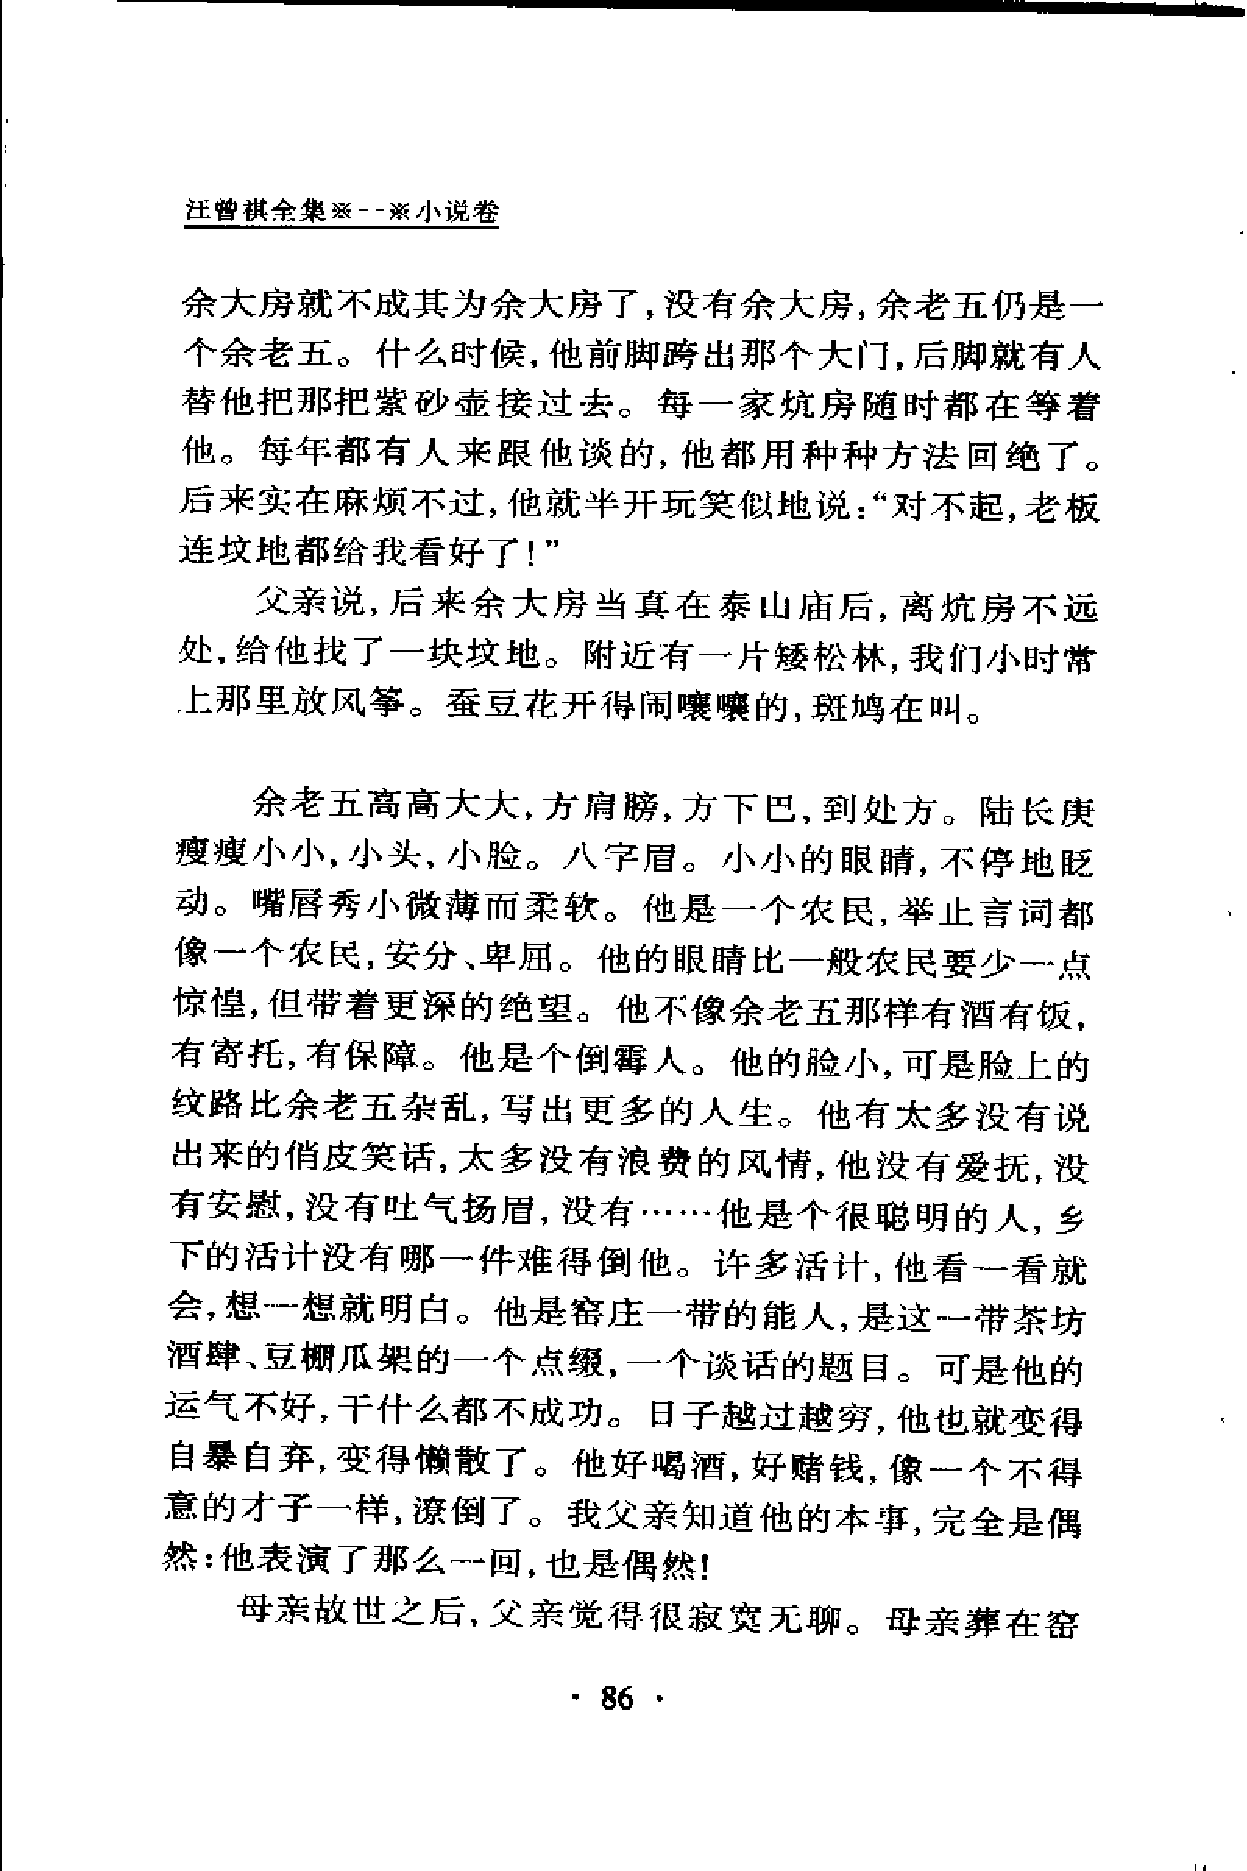 汪曾祺全集※--※小说卷
余大房就不成其为余大房了,没有余大房,余老五仍是一
个余老五。什么时候,他前脚跨出那个大门,后脚就有人
替他把那把紫砂壶接过去。每一家炕房随时都在等着
他。每年都有人来跟他谈的,他都用种种方法回绝了。
后来实在麻烦不过,他就半开玩笑似地说:“对不起,老板
连坟地都给我看好了!”
父亲说,后来余大房当真在泰山庙后,离炕房不远
处,给他找了一块坟地。附近有一片矮松林,我们小时常
上那里放风筝。蚕豆花开得闹嚷嚷的,斑鸠在叫。
余老五高高大大,方肩膀,方下巴,到处方。陆长庚
瘦瘦小小,小头,小脸。八字眉。小小的眼睛,不停地眨
动。嘴唇秀小微薄而柔软。他是一个农民,举止言词都
像一个农民,安分、卑屈。他的眼睛比一般农民要少一点
惊惶,但带着更深的绝望。他不像余老五那样有酒有饭,
有寄托,有保障。他是个倒霉人。他的脸小,可是脸上的
纹路比余老五杂乱,写出更多的人生。他有太多没有说
出来的俏皮笑话,太多没有浪费的风情,他没有爱抚,没
有安慰,没有吐气扬眉,没有……他是个很聪明的人,乡
下的活计没有哪一件难得倒他。许多活计,他看一看就
会,想一想就明白。他是窑庄一带的能人,是这一带茶坊
酒肆、豆棚瓜架的一个点缀,一个谈话的题目。可是他的
运气不好,干什么都不成功。日子越过越穷,他也就变得
自暴自弃,变得懒散了。他好喝酒,好赌钱,像一个不得
意的才子一样,潦倒了。我父亲知道他的本事,完全是偶
然:他表演了那么一回,也是偶然!
母亲故世之后,父亲觉得很寂寞无聊。母亲葬在窑
· 86 ·